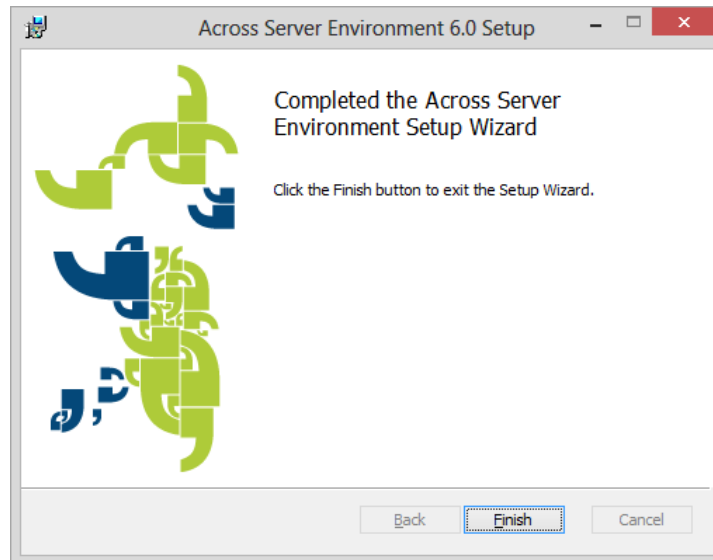 Across Server Environment 6.0 Setup
Completed the Across Server
Environment Setup Wizard
Click the Finish button to exit the Setup Wizard.
Back
Finish
Cancel